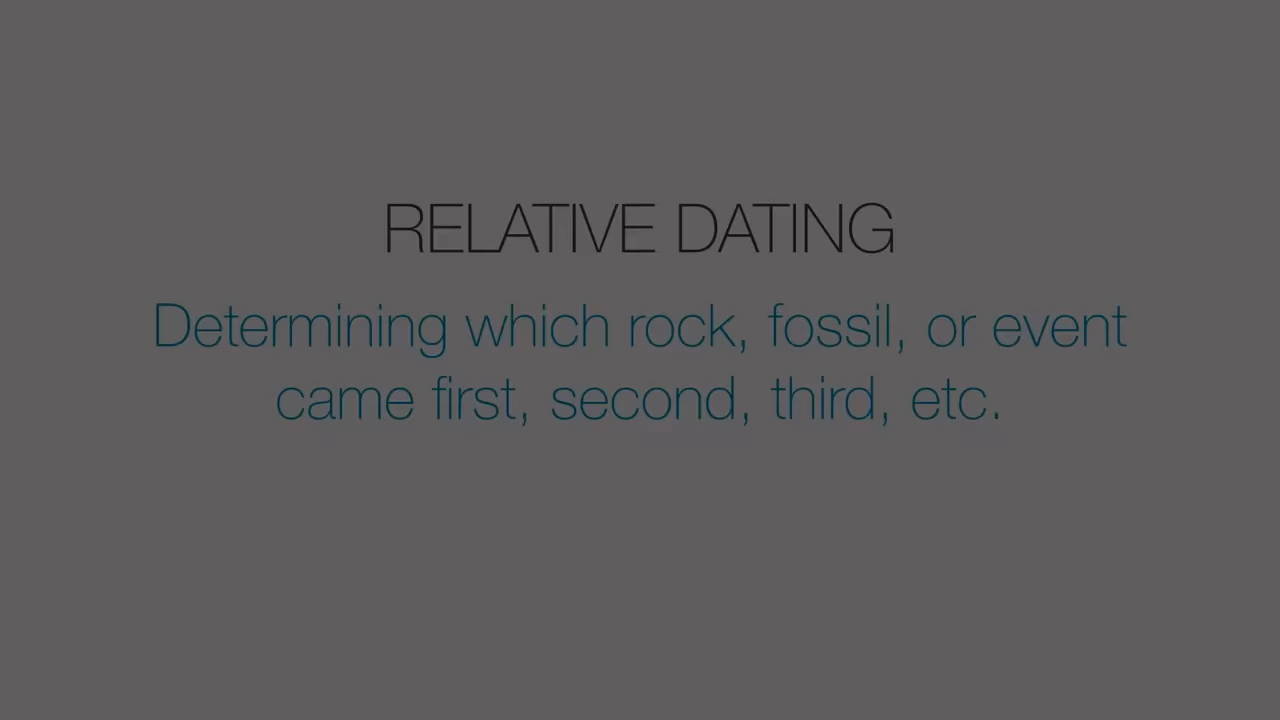 RELATIVE DATING
Determining which rock, fossil, or event
came first, second, third, etc.